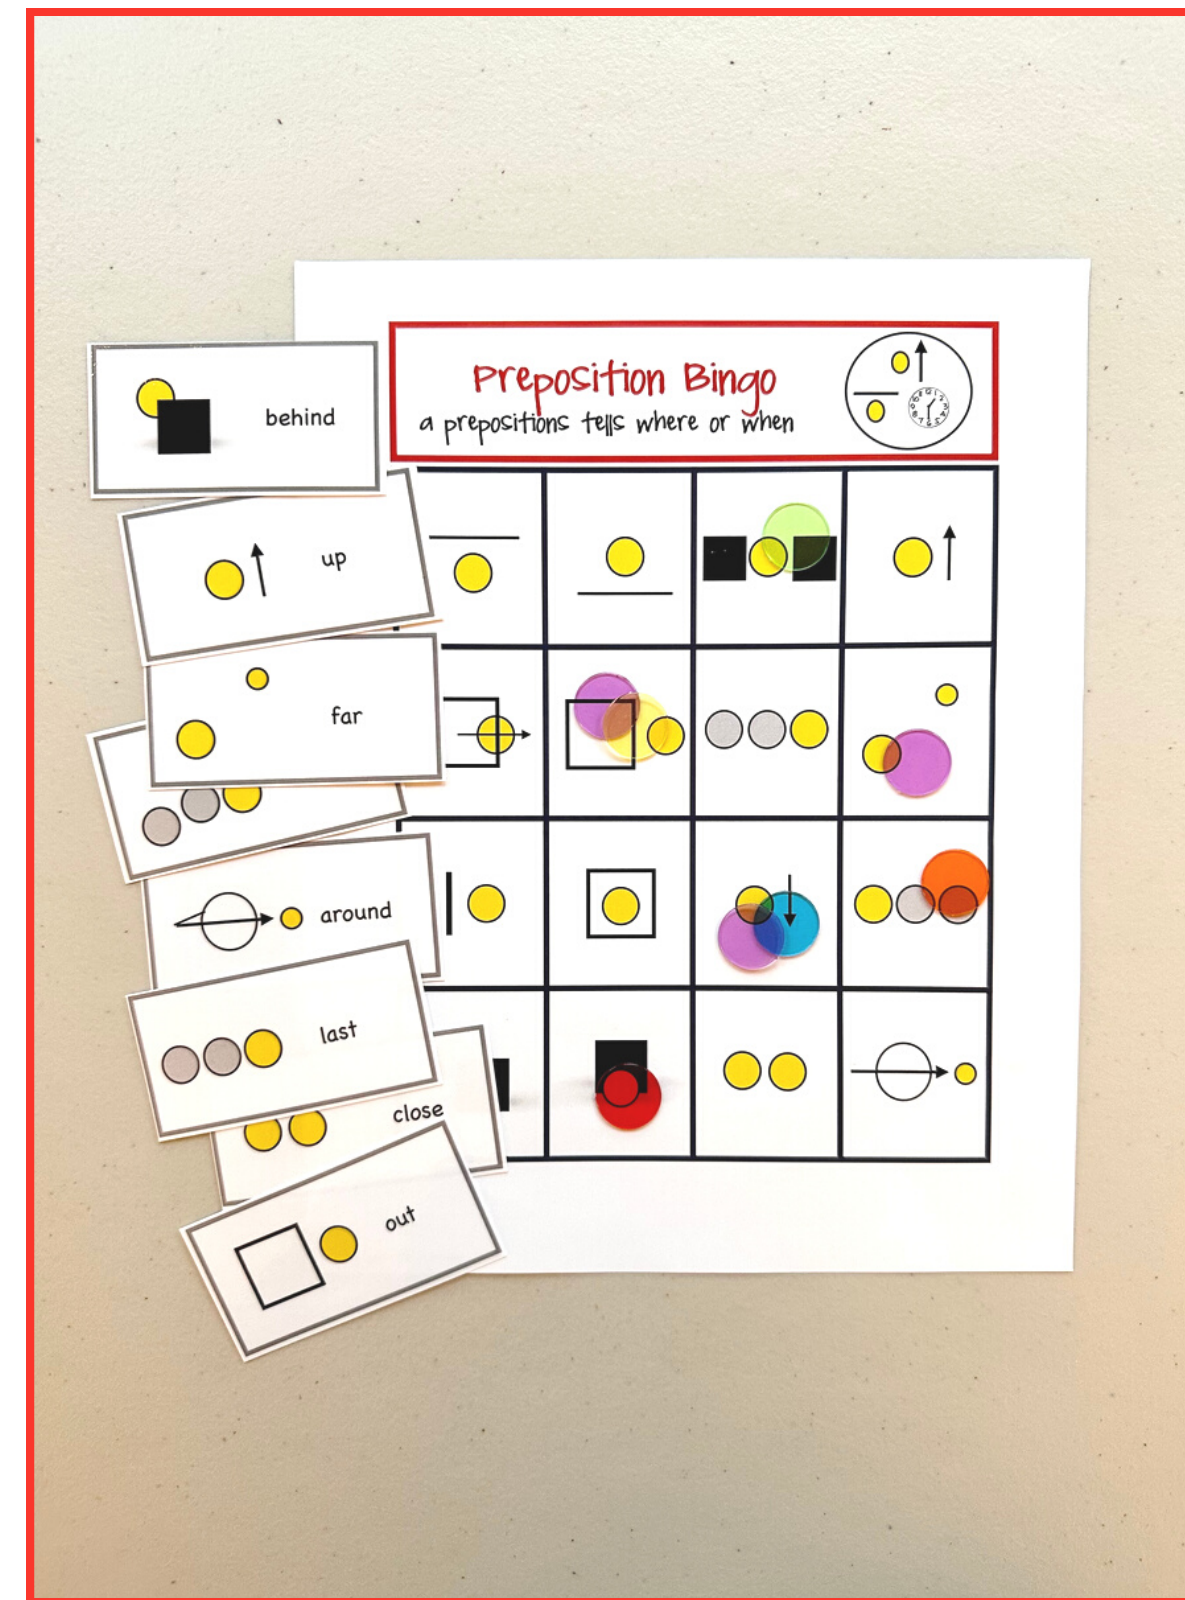 Preposition Bingo
a prepositions tells where or when
behind
up
far
around
last
close
out